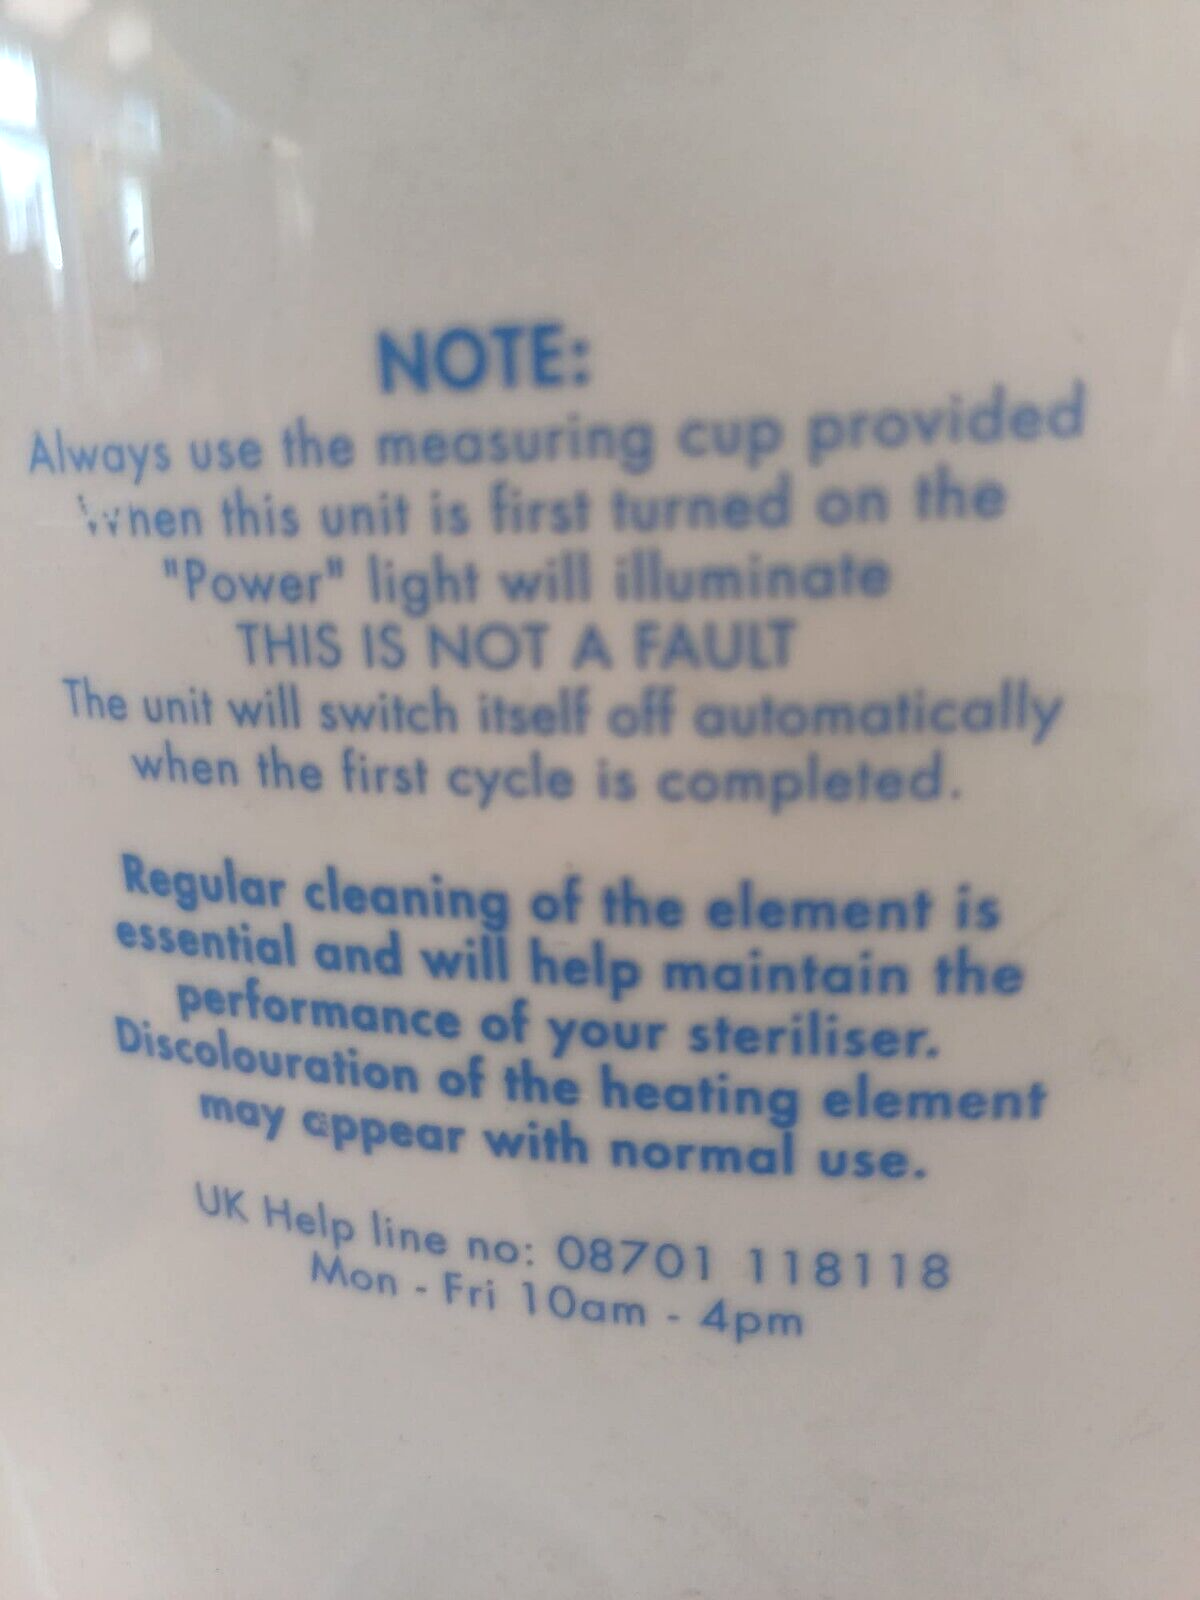 NOTE:
Always use the measuring cup provided
When this unit is first turned on the
"Power" light will illuminate
THIS IS NOT A FAULT
The unit will switch itself off automatically
when the first cycle is completed.
Regular cleaning of the element is
essential and will help maintain the
performance of your steriliser.
Discolouration of the heating element
may appear with normal use.
UK Help line no: 08701 118118
Mon - Fri 10am - 4pm